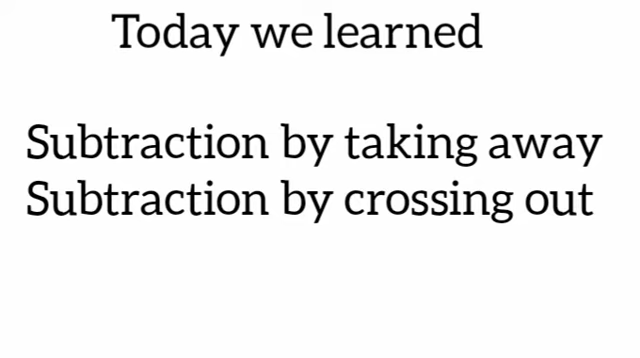 Today we learned
Subtraction by taking away
Subtraction by crossing out